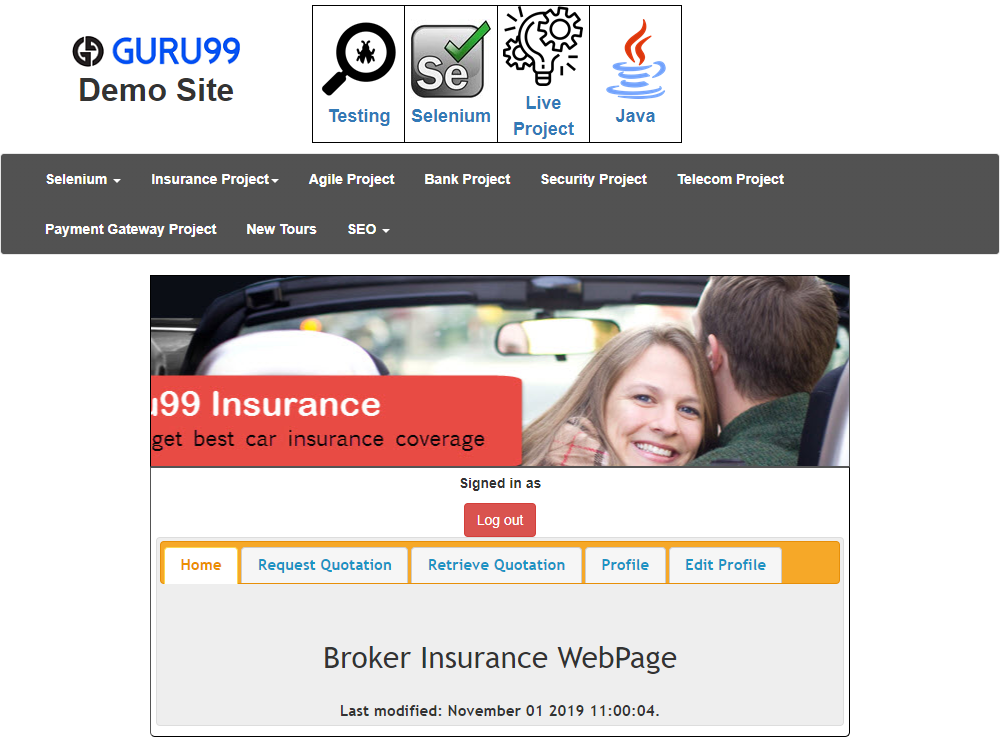 GURU99
Demo Site
Testing
Selenium
Live
Project
Java
Selenium
Insurance Project
Agile Project
Bank Project
Security Project
Telecom Project
Payment Gateway Project
New Tours
SEO
u99 Insurance
get best car insurance coverage
Signed in as
Log out
Home
Request Quotation
Retrieve Quotation
Profile
Edit Profile
Broker Insurance WebPage
Last modified: November 01 2019 11:00:04.